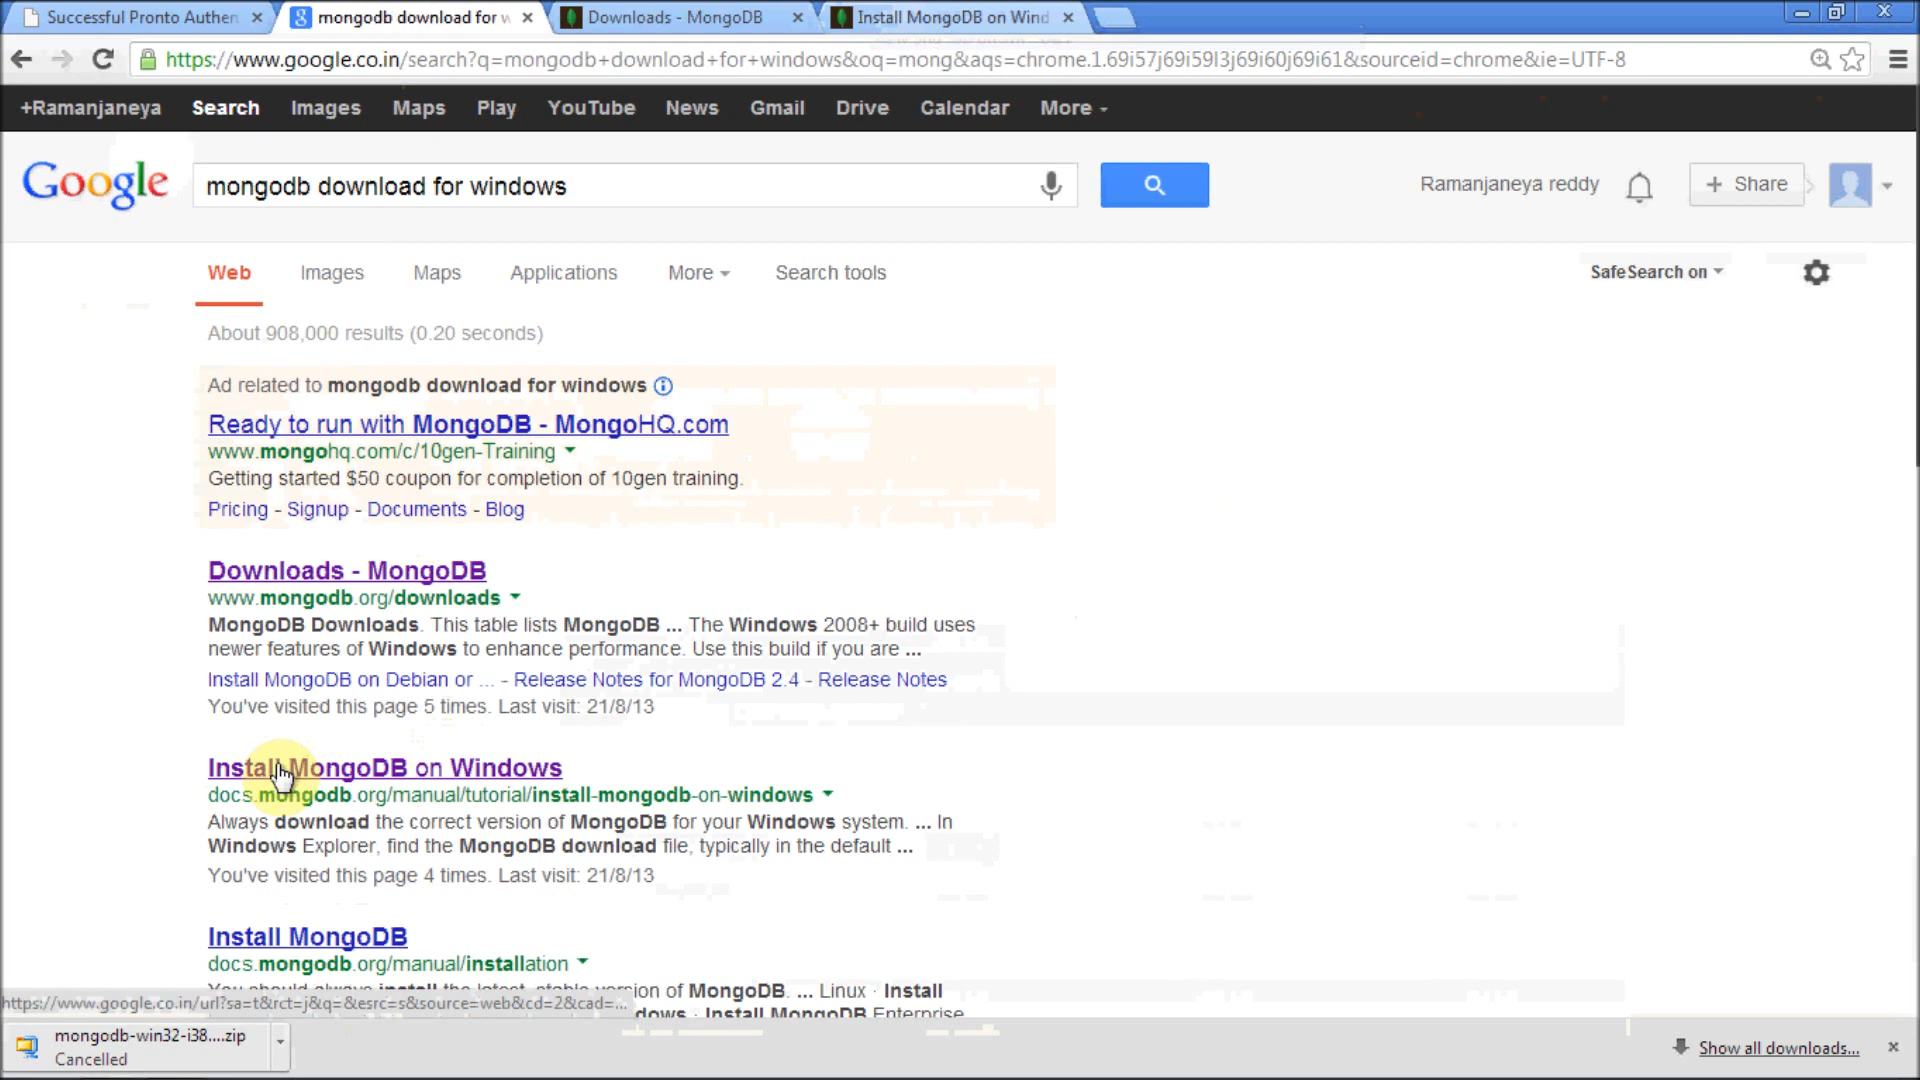 Successful Pronto Authen
mongodb download for w
Downloads - MongoDB
Install MongoDB on Wind
https://www.google.co.in/search?q=mongodb+download+for+windows&oq=mong&aqs=chrome.1.69i57j69i59l3j69i60j69i61&sourceid=chrome&ie=UTF-8
+Ramanjaneya Search Images Maps Play YouTube News Gmail Drive Calendar More
Google
mongodb download for windows
Ramanjaneya reddy
+ Share
Web Images Maps Applications More Search tools
SafeSearch on
About 908,000 results (0.20 seconds)
Ad related to mongodb download for windows
Ready to run with MongoDB - MongoHQ.com
www.mongohq.com/c/10gen-Training
Getting started $50 coupon for completion of 10gen training.
Pricing - Signup - Documents - Blog
Downloads - MongoDB
www.mongodb.org/downloads
MongoDB Downloads. This table lists MongoDB ... The Windows 2008+ build uses
newer features of Windows to enhance performance. Use this build if you are ...
Install MongoDB on Debian or ... - Release Notes for MongoDB 2.4 - Release Notes
You've visited this page 5 times. Last visit: 21/8/13
Install MongoDB on Windows
docs.mongodb.org/manual/tutorial/install-mongodb-on-windows
Always download the correct version of MongoDB for your Windows system. ... In
Windows Explorer, find the MongoDB download file, typically in the default ...
You've visited this page 4 times. Last visit: 21/8/13
Install MongoDB
docs.mongodb.org/manual/installation
You should always install the latest, stable version of MongoDB. ... Linux · Install
dows · Install MongoDB Enterprise
https://www.google.co.in/url?sa=t&rct=j&q=&esrc=s&source=web&cd=2&cad=...
mongodb-win32-i38....zip
Cancelled
Show all downloads...